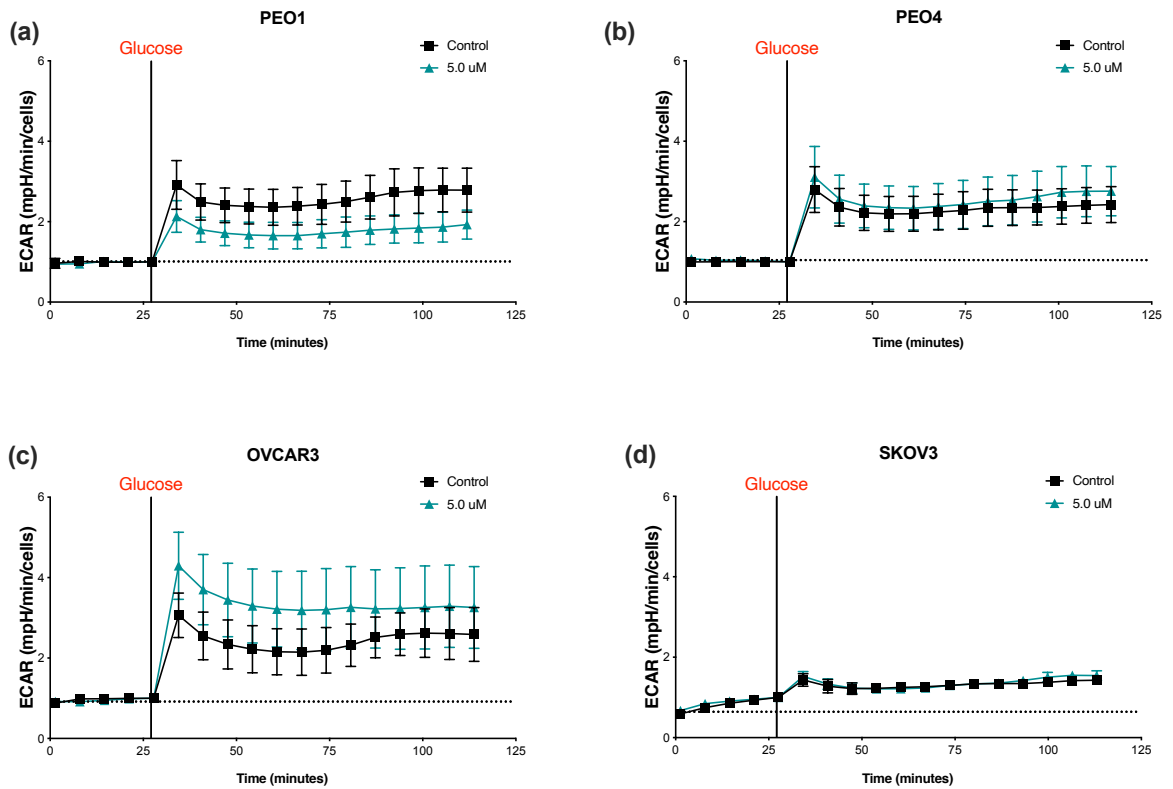 (a)
PEO1
Glucose
Control
5.0 uM
ECAR (mpH/min/cells)
6
4
2
0
0 25 50 75 100 125
Time (minutes)
(b)
PEO4
Glucose
Control
5.0 uM
ECAR (mpH/min/cells)
6
4
2
0
0 25 50 75 100 125
Time (minutes)
(c)
OVCAR3
Glucose
Control
5.0 uM
ECAR (mpH/min/cells)
6
4
2
0
0 25 50 75 100 125
Time (minutes)
(d)
SKOV3
Glucose
Control
5.0 uM
ECAR (mpH/min/cells)
6
4
2
0
0 25 50 75 100 125
Time (minutes)